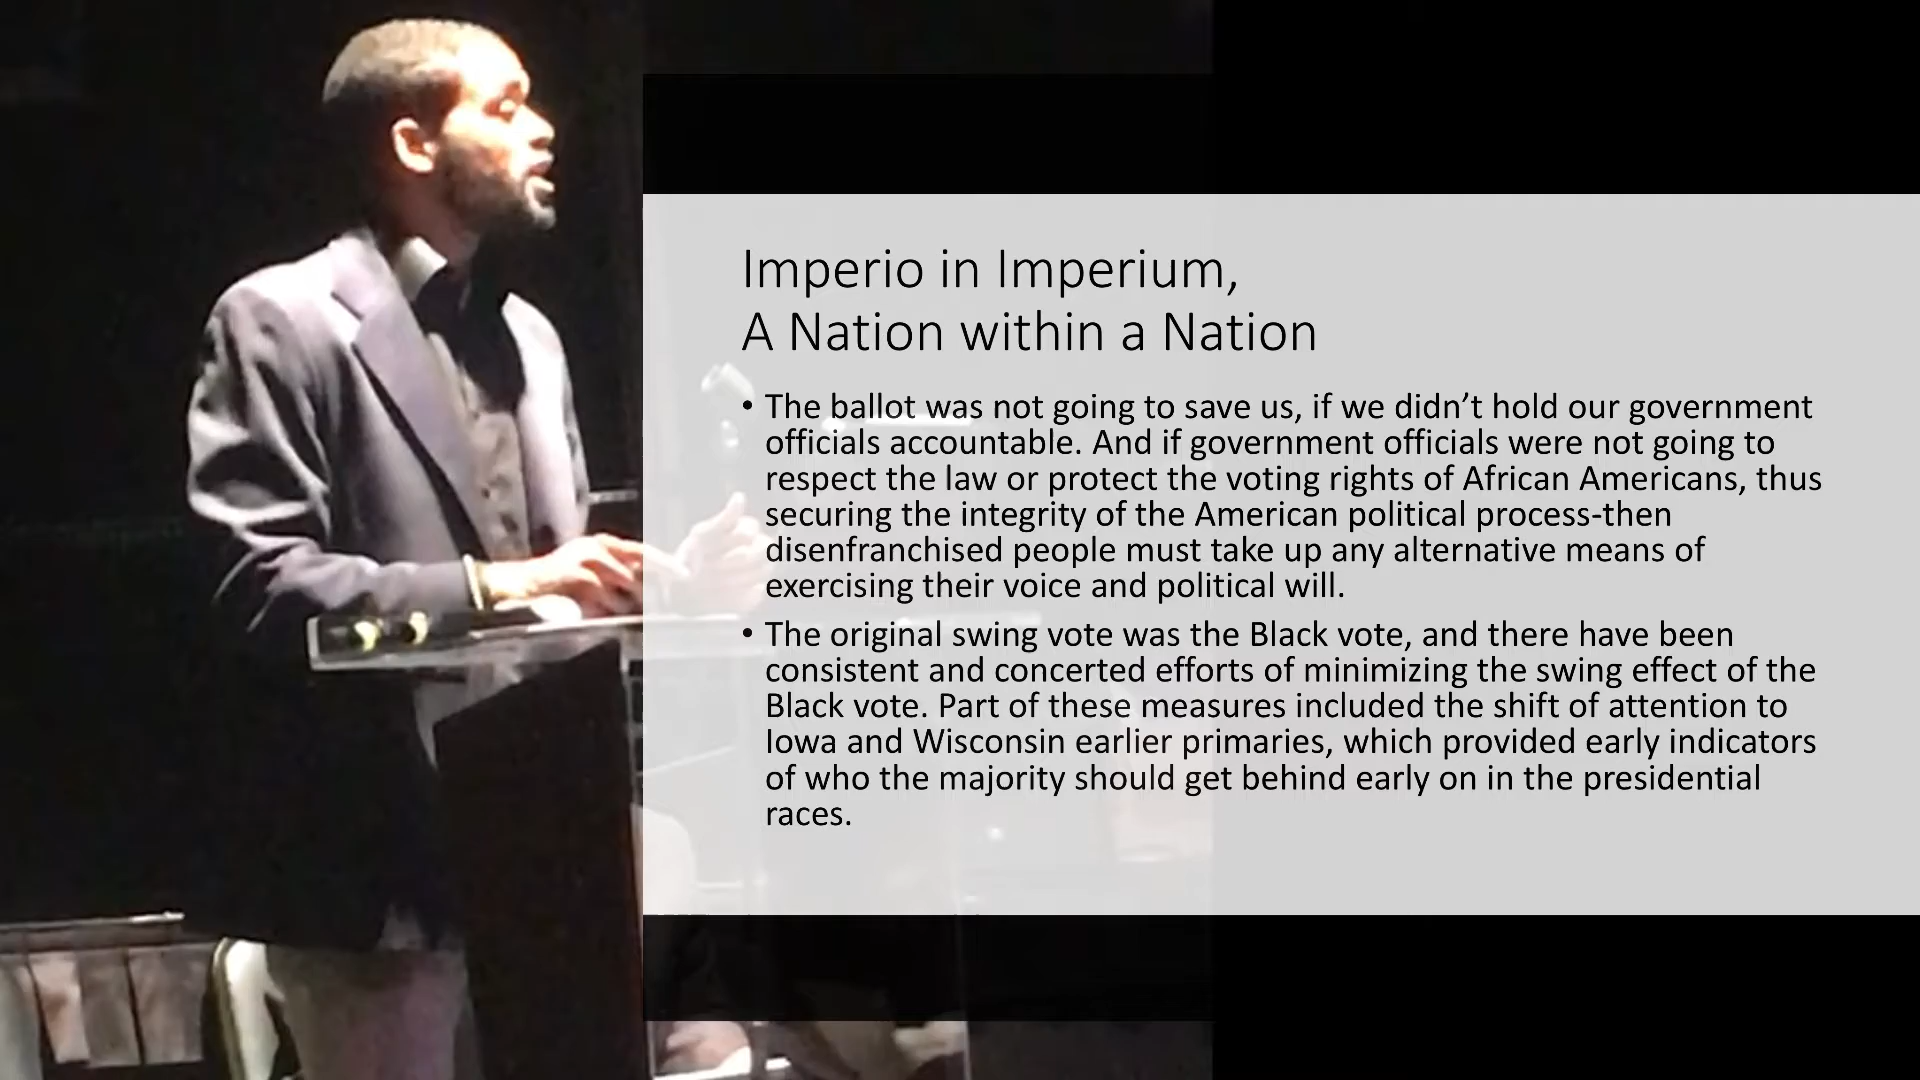 Imperio in Imperium,
A Nation within a Nation
• The ballot was not going to save us, if we didn’t hold our government
officials accountable. And if government officials were not going to
respect the law or protect the voting rights of African Americans, thus
securing the integrity of the American political process-then
disenfranchised people must take up any alternative means of
exercising their voice and political will.
• The original swing vote was the Black vote, and there have been
consistent and concerted efforts of minimizing the swing effect of the
Black vote. Part of these measures included the shift of attention to
Iowa and Wisconsin earlier primaries, which provided early indicators
of who the majority should get behind early on in the presidential
races.